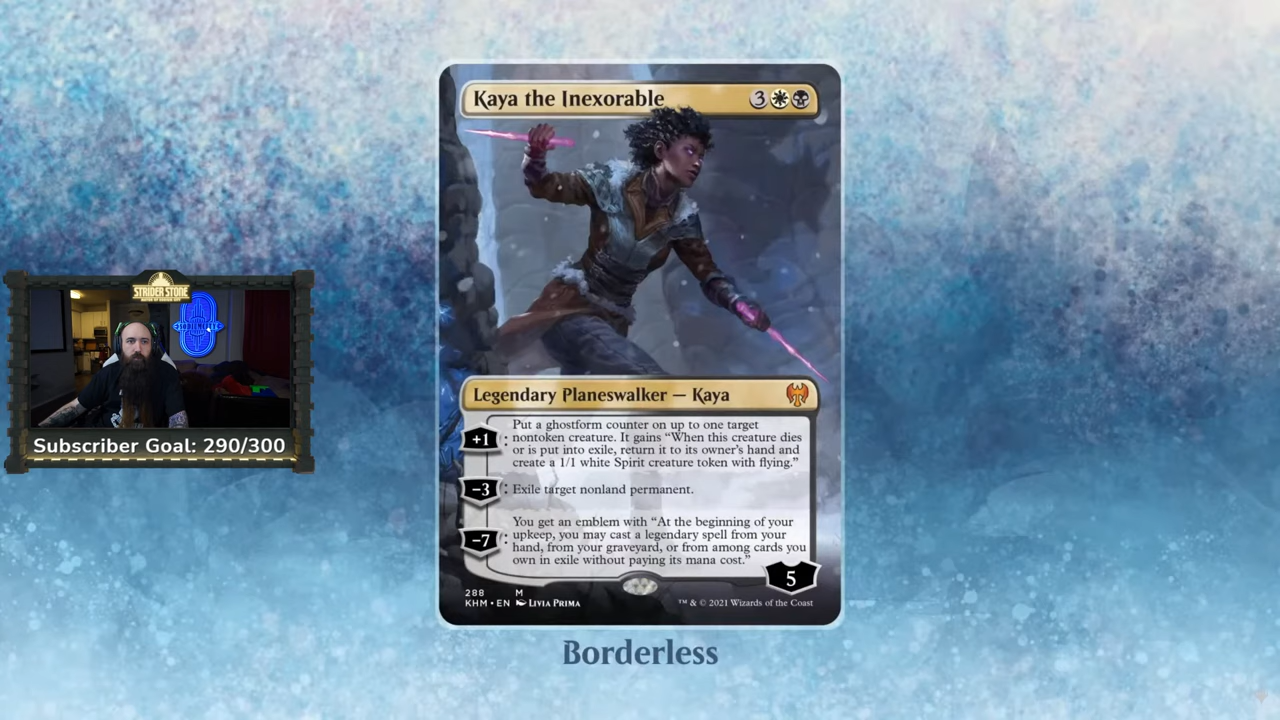 Kaya the Inexorable
3
Legendary Planeswalker — Kaya
+1 : Put a ghostform counter on up to one target
nontoken creature. It gains “When this creature dies
or is put into exile, return it to its owner’s hand and
create a 1/1 white Spirit creature token with flying.”
−3 : Exile target nonland permanent.
−7 : You get an emblem with “At the beginning of your
upkeep, you may cast a legendary spell from your
hand, from your graveyard, or from among cards you
own in exile without paying its mana cost.”
5
288 M
KHM • EN LIVIA PRIMA
™ & © 2021 Wizards of the Coast
Borderless
STRIDER STONE
Subscriber Goal: 290/300